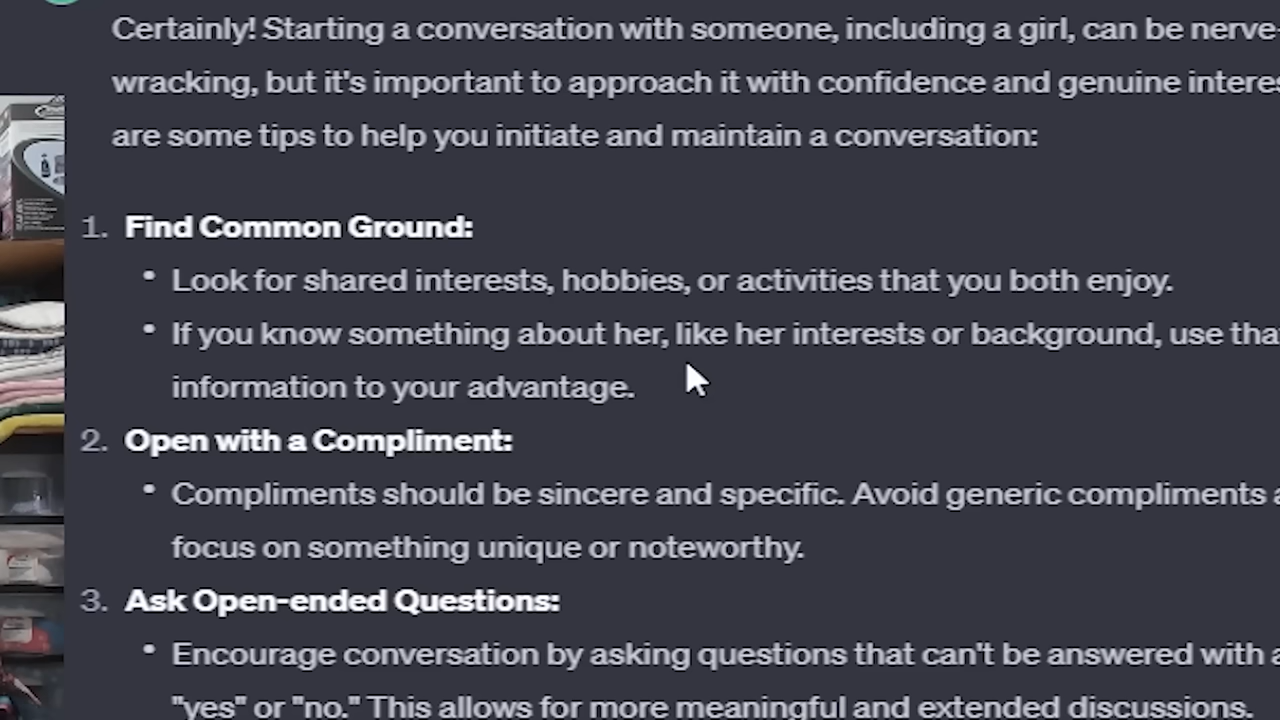 Certainly! Starting a conversation with someone, including a girl, can be nerve-
wracking, but it's important to approach it with confidence and genuine interes
are some tips to help you initiate and maintain a conversation:
1. Find Common Ground:
• Look for shared interests, hobbies, or activities that you both enjoy.
• If you know something about her, like her interests or background, use tha
information to your advantage.
2. Open with a Compliment:
• Compliments should be sincere and specific. Avoid generic compliments a
focus on something unique or noteworthy.
3. Ask Open-ended Questions:
• Encourage conversation by asking questions that can't be answered with a
"yes" or "no." This allows for more meaningful and extended discussions.